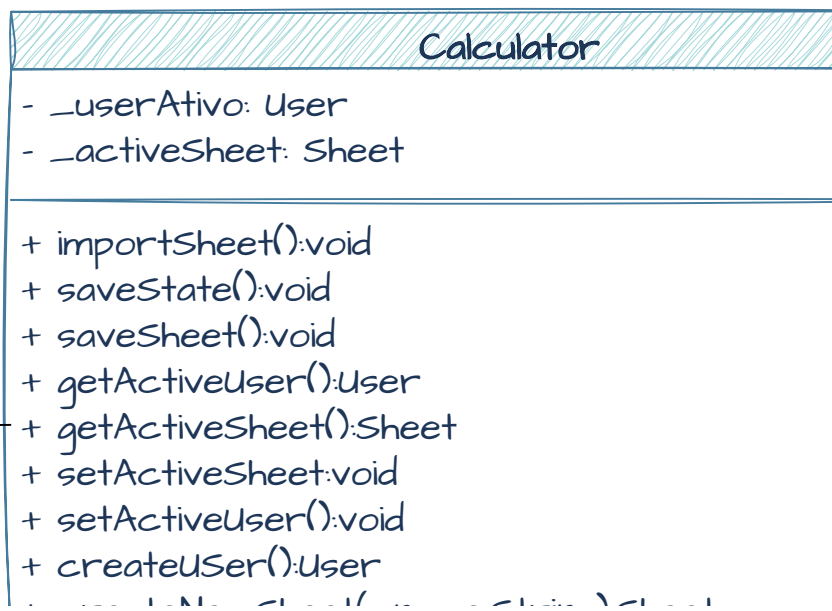 Calculator
- _userAtivo: User
- _activeSheet: Sheet
+ importSheet():void
+ saveState():void
+ saveSheet():void
+ getActiveUser():User
+ getActiveSheet():Sheet
+ setActiveSheet:void
+ setActiveUser():void
+ createUSer():User